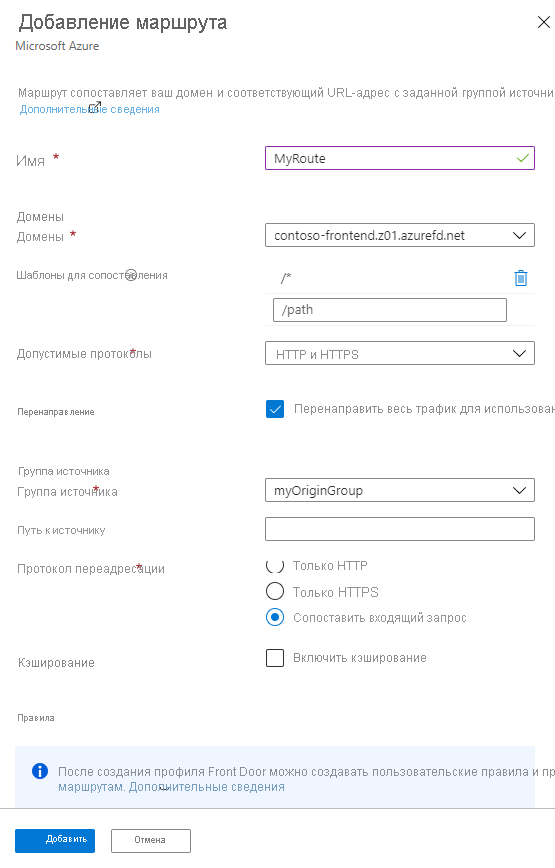 Добавление маршрута
Microsoft Azure
Маршрут сопоставляет ваш домен и соответствующий URL-адрес с заданной группой источни
Дополнительные сведения
Имя *
MyRoute
Домены
Домены *
contoso-frontend.z01.azurefd.net
Шаблоны для сопоставления
/*
/path
Допустимые протоколы *
HTTP и HTTPS
Перенаправление
Перенаправить весь трафик для использован
Группа источника
Группа источника *
myOriginGroup
Путь к источнику
Протокол переадресации *
Только HTTP
Только HTTPS
Сопоставить входящий запрос
Кэширование
Включить кэширование
Правила
После создания профиля Front Door можно создавать пользовательские правила и пр
маршрутам. Дополнительные сведения
Добавить
Отмена